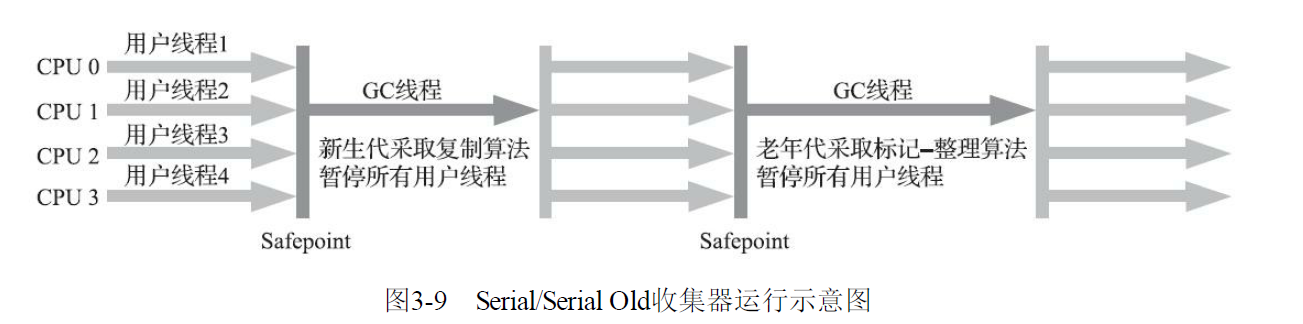 用户线程1
CPU 0
用户线程2
GC线程
GC线程
CPU 1
用户线程3
新生代采取复制算法
老年代采取标记–整理算法
CPU 2
用户线程4
暂停所有用户线程
暂停所有用户线程
CPU 3
Safepoint
Safepoint
图3-9 Serial/Serial Old收集器运行示意图